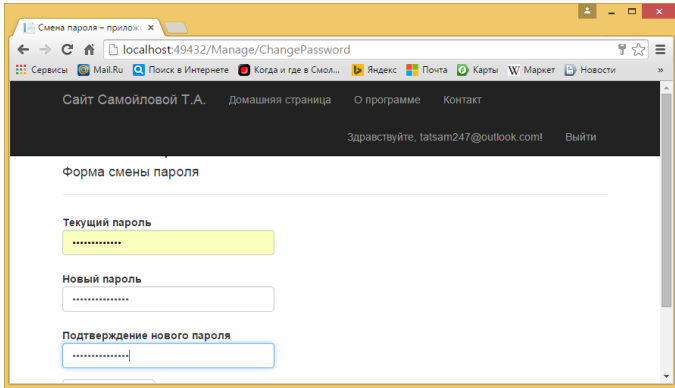 Смена пароля – прилож
localhost:49432/Manage/ChangePassword
Сервисы Mail.Ru Поиск в Интернете Когда и где в Смол... Яндекс Почта Карты Маркет Новости »
Сайт Самойловой Т.А. Домашняя страница О программе Контакт
Здравствуйте, tatsam247@outlook.com! Выйти
Форма смены пароля
Текущий пароль
•••••••••••••
Новый пароль
••••••••••••••
Подтверждение нового пароля
••••••••••••••